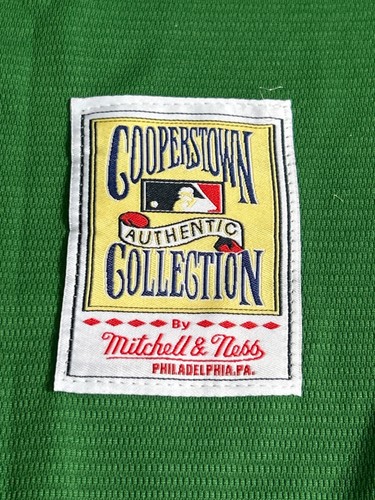 COOPERSTOWN
AUTHENTIC
COLLECTION
By
Mitchell & Ness
PHILADELPHIA.PA.